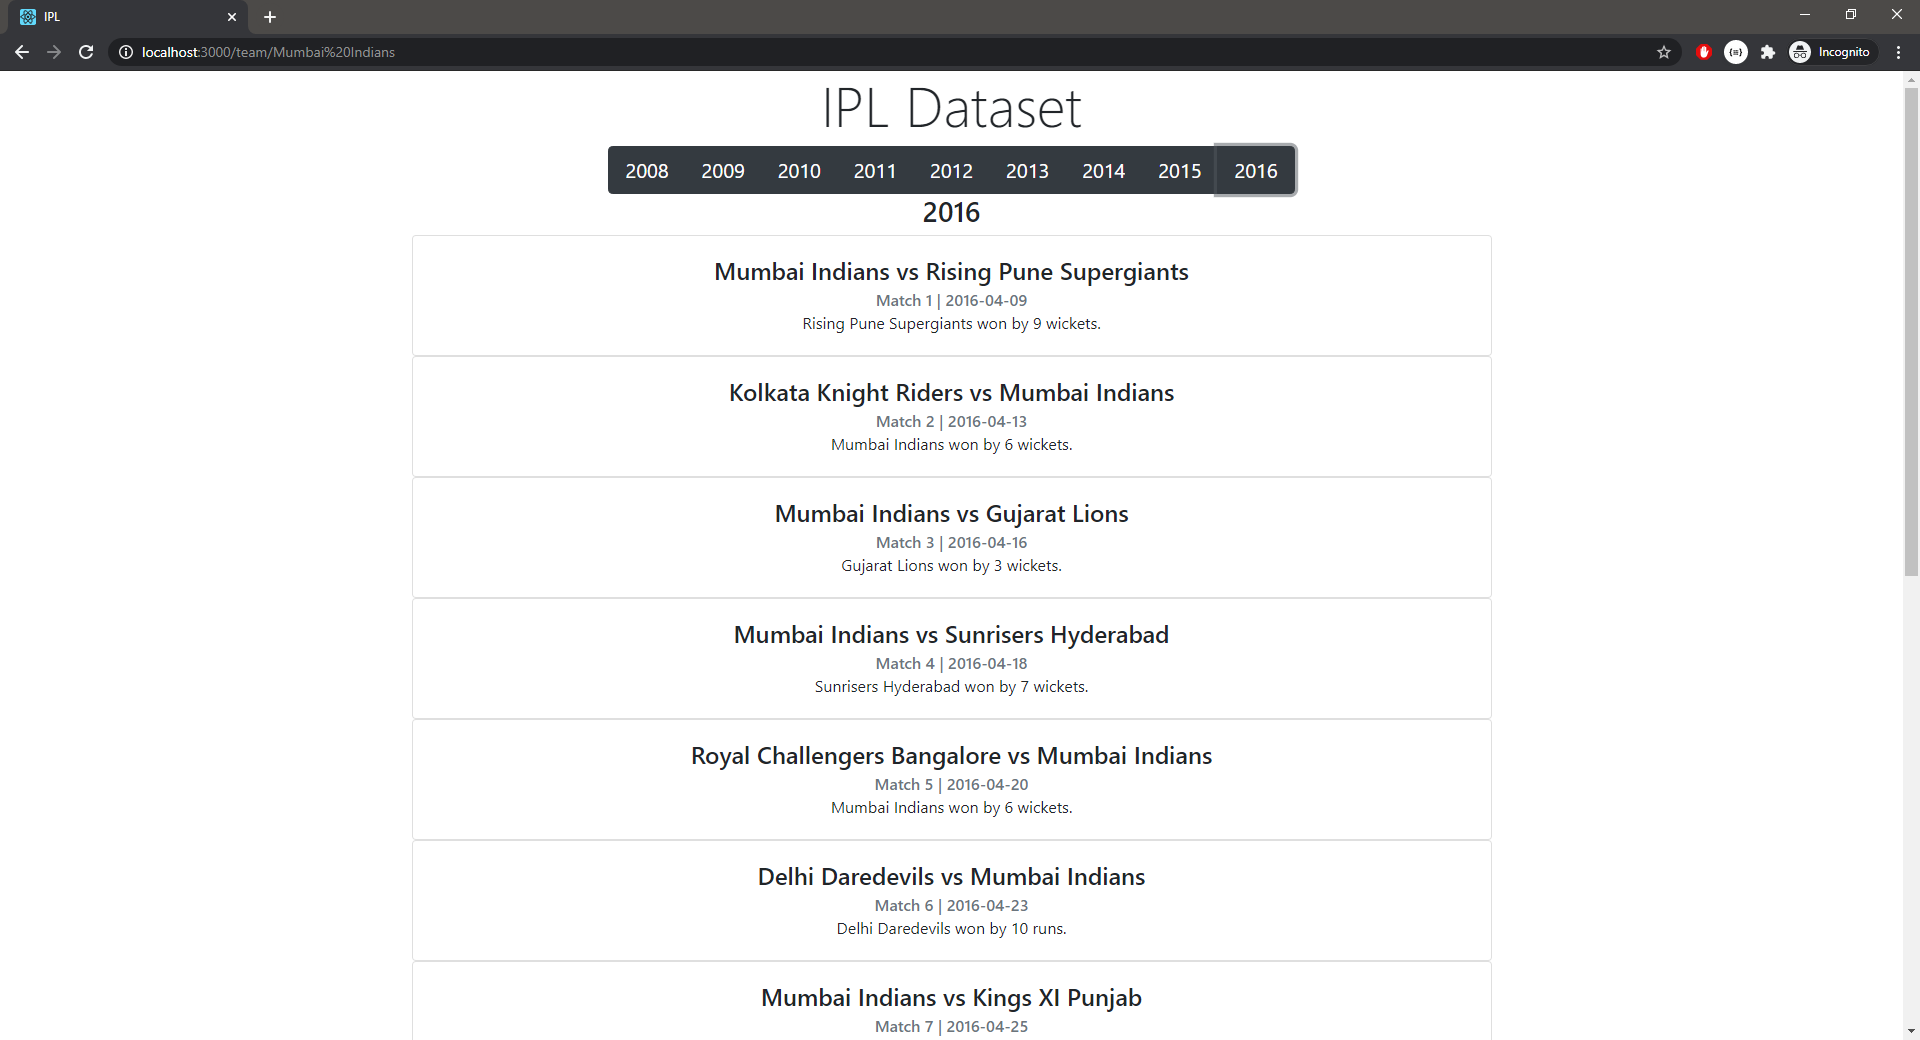 IPL
localhost:3000/team/Mumbai%20Indians
Incognito
IPL Dataset
2008 2009 2010 2011 2012 2013 2014 2015 2016
2016
Mumbai Indians vs Rising Pune Supergiants
Match 1 | 2016-04-09
Rising Pune Supergiants won by 9 wickets.
Kolkata Knight Riders vs Mumbai Indians
Match 2 | 2016-04-13
Mumbai Indians won by 6 wickets.
Mumbai Indians vs Gujarat Lions
Match 3 | 2016-04-16
Gujarat Lions won by 3 wickets.
Mumbai Indians vs Sunrisers Hyderabad
Match 4 | 2016-04-18
Sunrisers Hyderabad won by 7 wickets.
Royal Challengers Bangalore vs Mumbai Indians
Match 5 | 2016-04-20
Mumbai Indians won by 6 wickets.
Delhi Daredevils vs Mumbai Indians
Match 6 | 2016-04-23
Delhi Daredevils won by 10 runs.
Mumbai Indians vs Kings XI Punjab
Match 7 | 2016-04-25